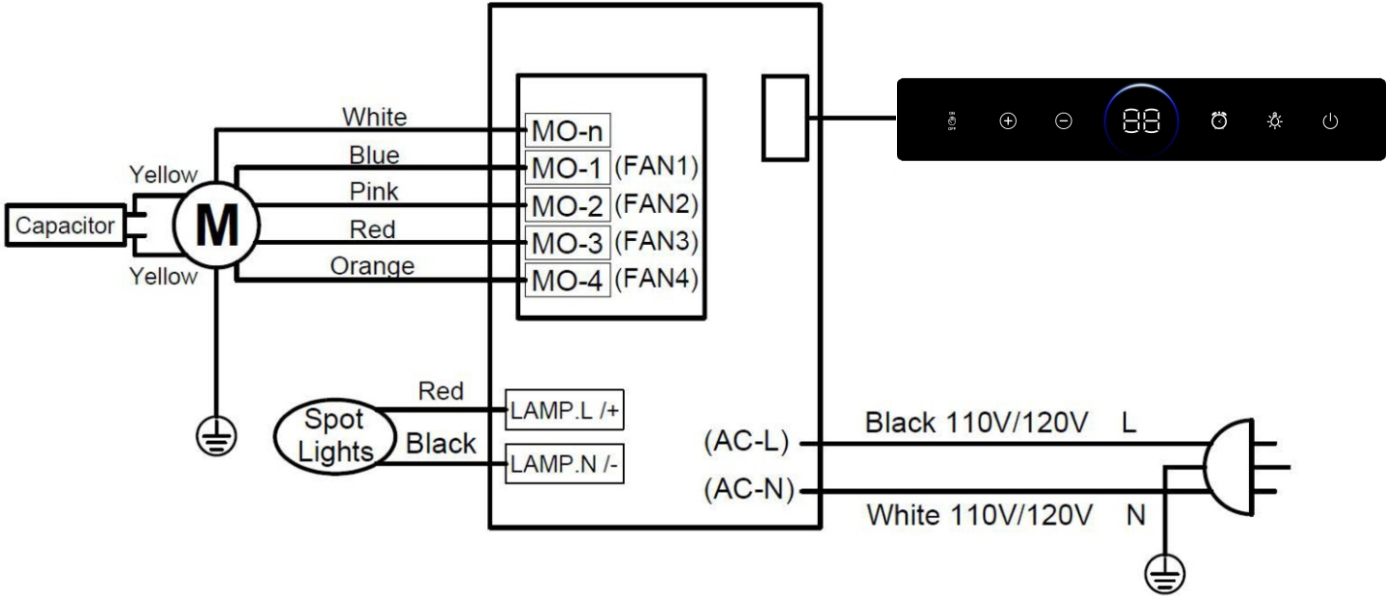 White
MO-n
Blue
MO-1 (FAN1)
Yellow
Pink
MO-2 (FAN2)
Capacitor
M
Red
MO-3 (FAN3)
Yellow
Orange
MO-4 (FAN4)
88
Red
LAMP.L /+
Spot
Lights
Black
LAMP.N /-
(AC-L)
Black 110V/120V L
(AC-N)
White 110V/120V N